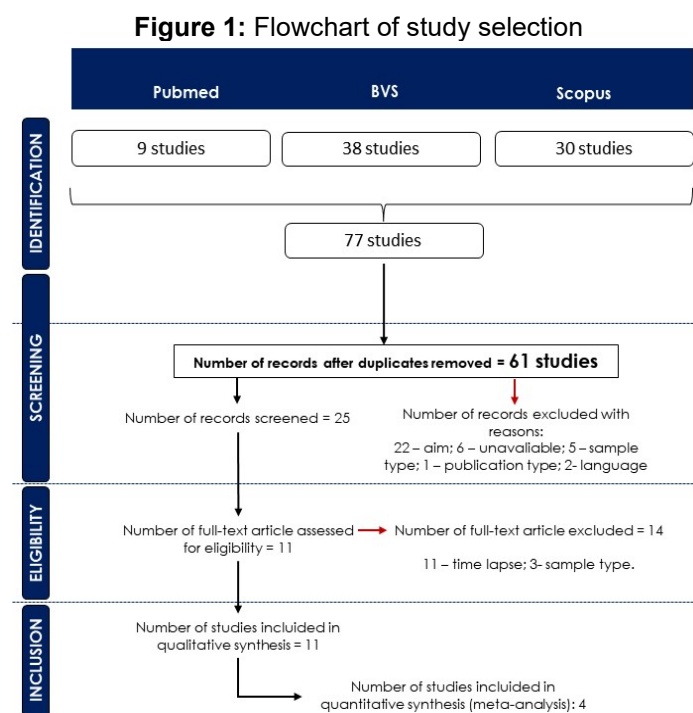 Figure 1: Flowchart of study selection
Pubmed
BVS
Scopus
IDENTIFICATION
9 studies
38 studies
30 studies
77 studies
SCREENING
Number of records after duplicates removed = 61 studies
Number of records screened = 25
Number of records excluded with
reasons:
22 – aim; 6 – unavaliable; 5 – sample
type; 1 – publication type; 2- language
ELIGIBILITY
Number of full-text article assessed
for eligibility = 11
Number of full-text article excluded = 14
11 – time lapse; 3- sample type.
INCLUSION
Number of studies incluided in
qualitative synthesis = 11
Number of studies incluided in
quantitative synthesis (meta-analysis): 4